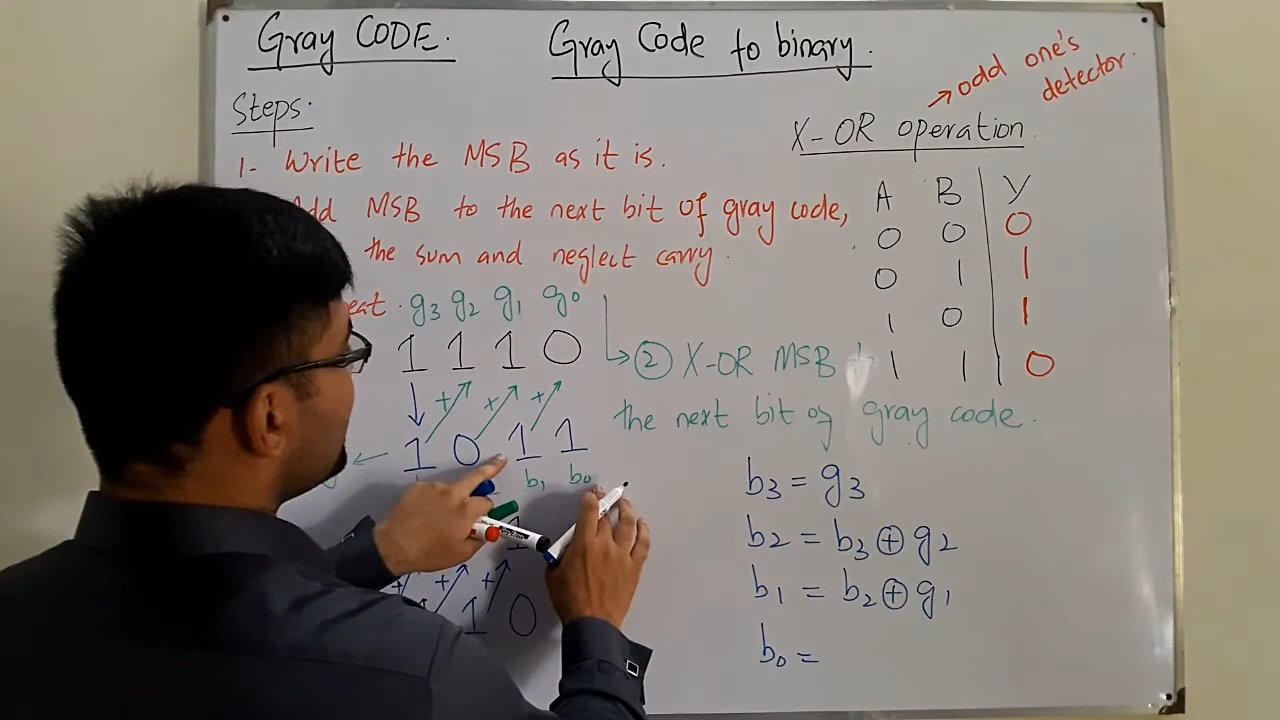 Gray CODE. Gray Code to binary.
Steps.
→ odd one's
detector.
X-OR operation
1- Write the MSB as it is.
Add MSB to the next bit of gray code,
the sum and neglect carry.
g3 g2 g1 g0
1 1 1 0
+ + +
1 0 1 1
b1 b0
1
+ + +
1 0
② X-OR MSB
the next bit of gray code.
A B Y
0 0 0
0 1 1
1 0 1
1 1 0
b3 = g3
b2 = b3 ⊕ g2
b1 = b2 ⊕ g1
b0 =